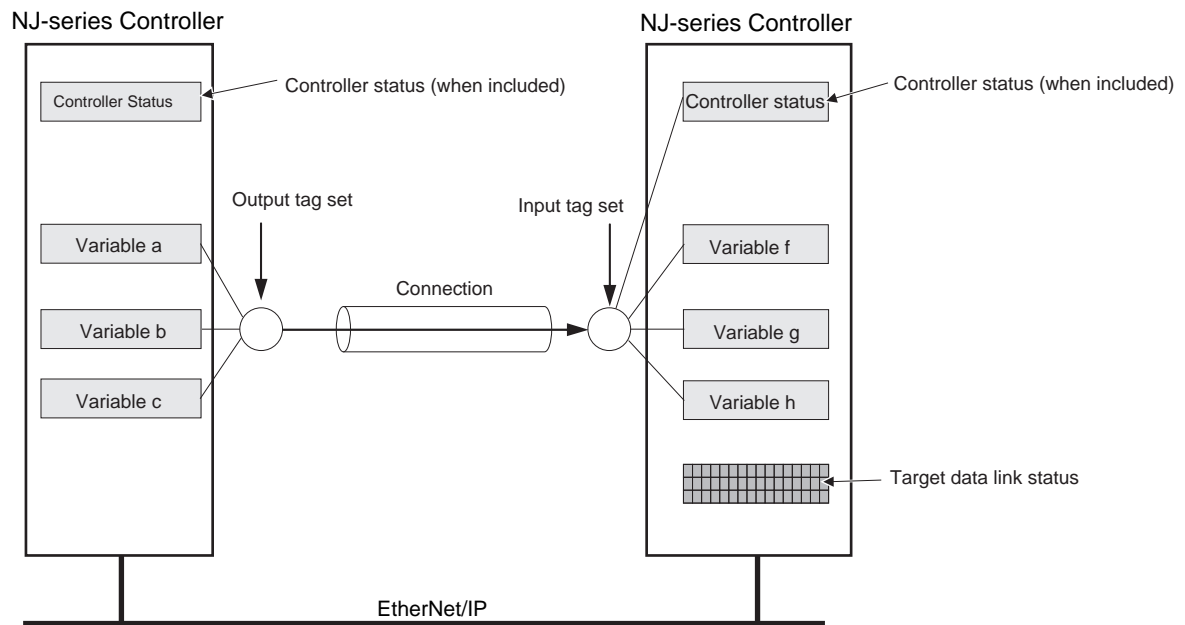 NJ-series Controller
NJ-series Controller
Controller Status
Controller status (when included)
Controller status
Controller status (when included)
Output tag set
Input tag set
Variable a
Variable f
Connection
Variable b
Variable g
Variable c
Variable h
Target data link status
EtherNet/IP